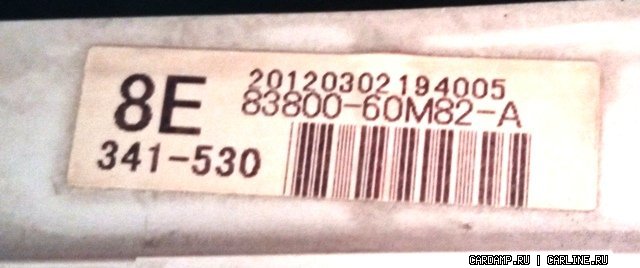 8E
20120302194005
83800-60M82-A
341-530
CARDAMP.RU | CARLINE.RU